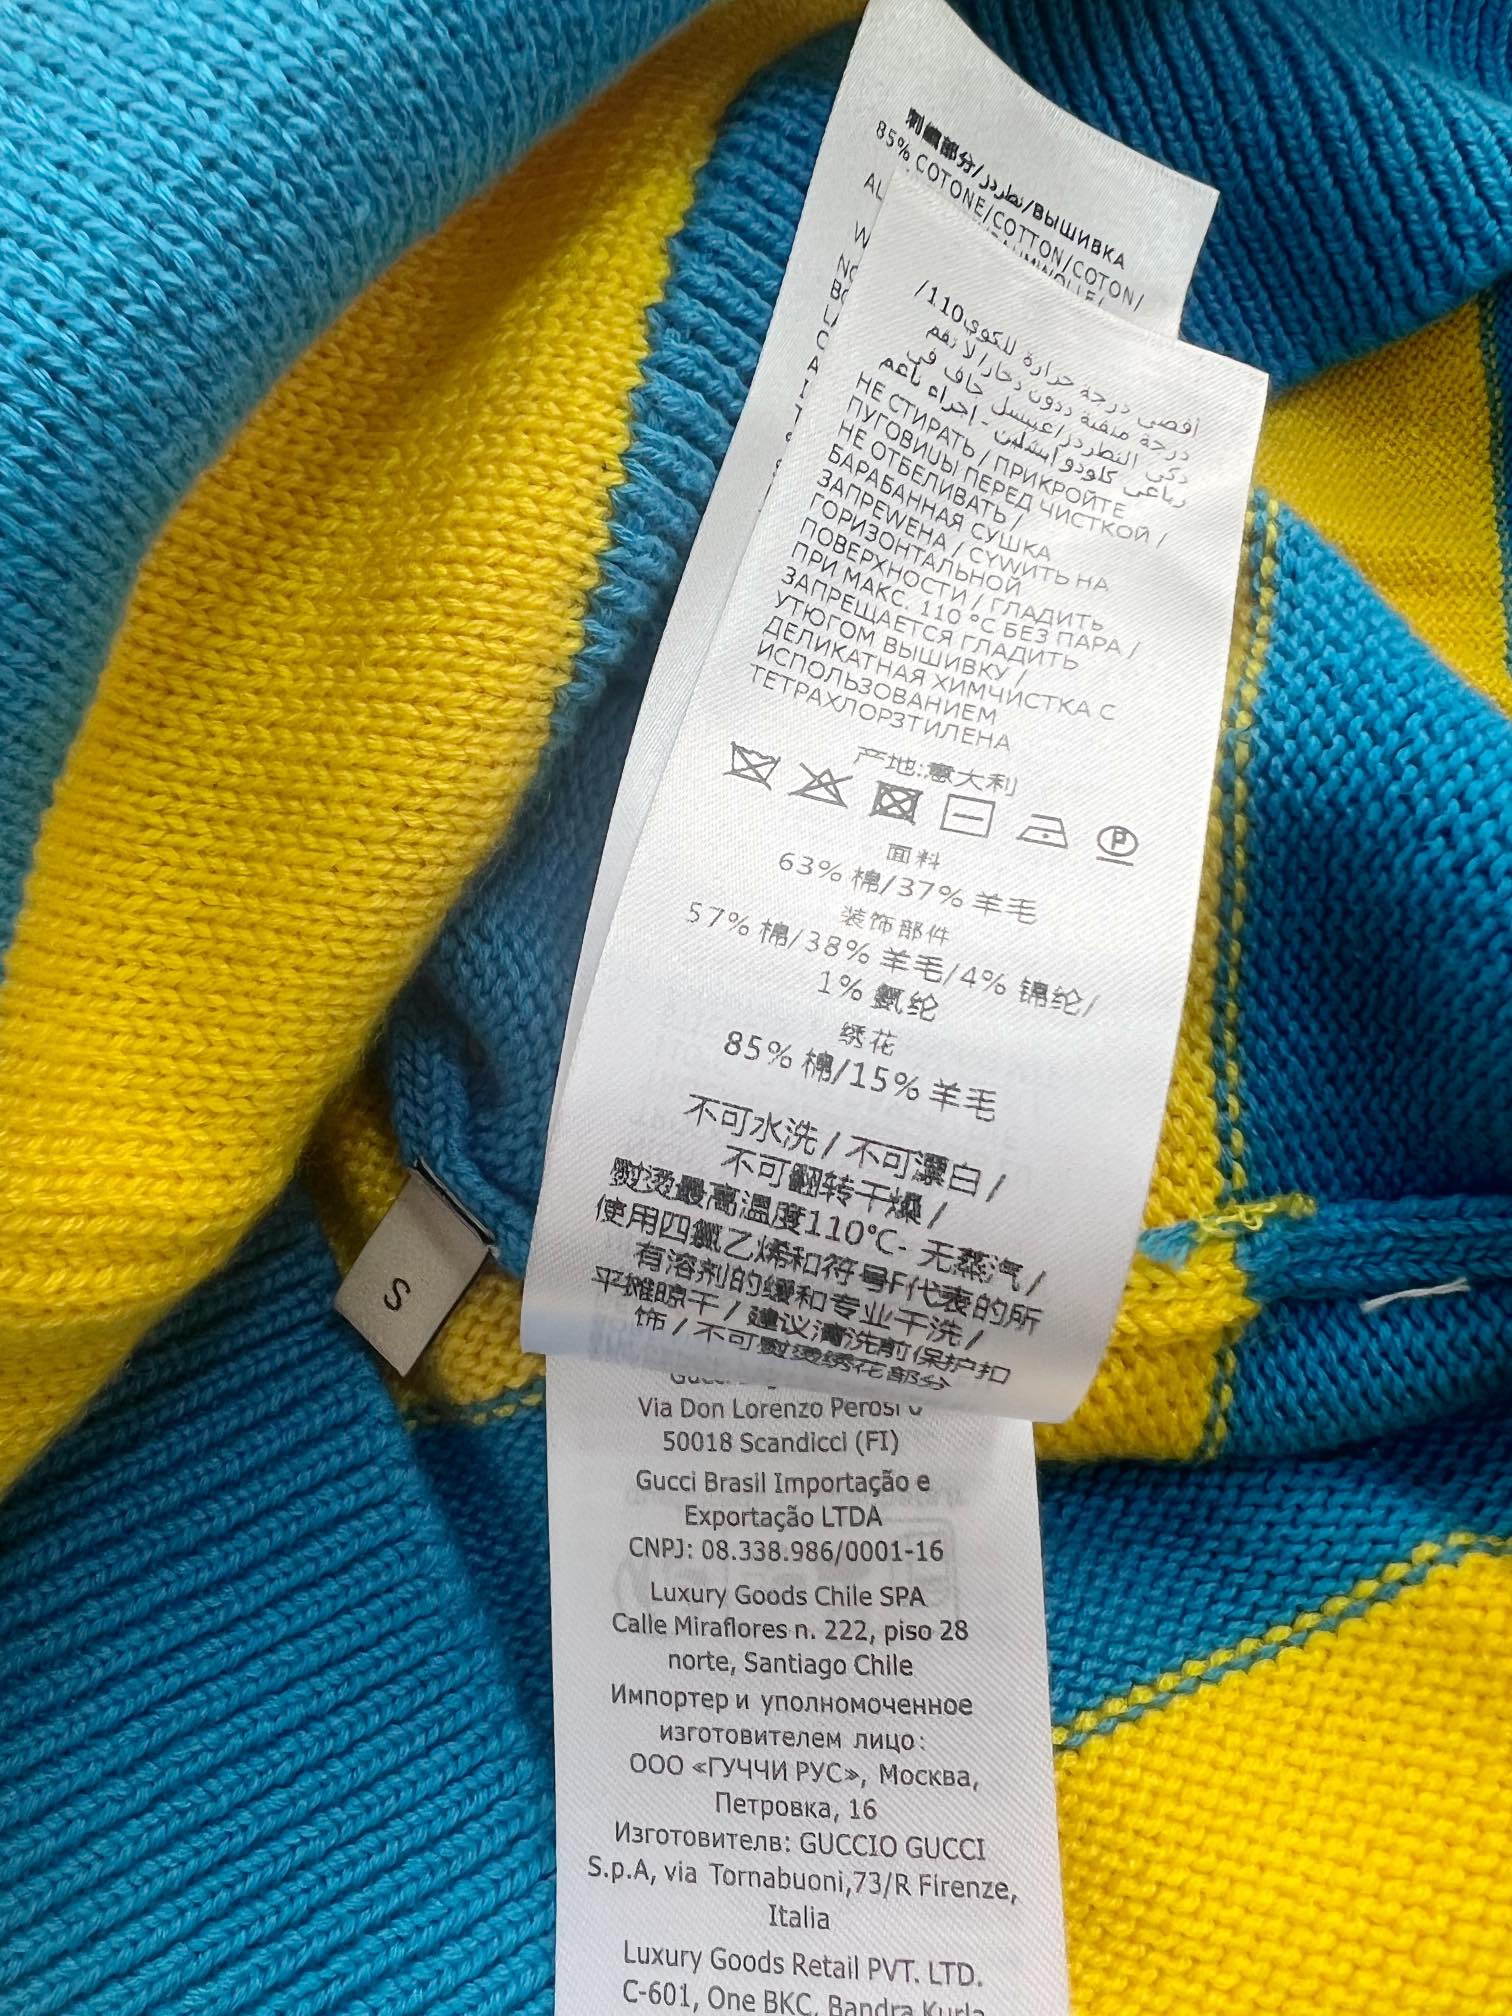 刺繡部分/تطريز/ВЫШИВКА
85% COTONE/COTTON/COTON/
/110أقصى درجة حرارة للكوي
НЕ СТИРАТЬ / ПРИКРОЙТЕ
ПУГОВИЦЫ ПЕРЕД ЧИСТКОЙ /
НЕ ОТБЕЛИВАТЬ /
БАРАБАННАЯ СУШКА
ЗАПРЕWЕНА / СУWИТЬ НА
ГОРИЗОНТАЛЬНОЙ
ПОВЕРХНОСТИ / ГЛАДИТЬ
ПРИ МАКС. 110 °C БЕЗ ПАРА /
ЗАПРЕЩАЕТСЯ ГЛАДИТЬ
УТЮГОМ ВЫШИВКУ /
ДЕЛИКАТНАЯ ХИМЧИСТКА С
ИСПОЛЬЗОВАНИЕМ
ТЕТРАХЛОРЗТИЛЕНА
产地:意大利
P
面料
63% 棉/37% 羊毛
装饰部件
57% 棉/38% 羊毛/4% 锦纶/
1% 氨纶
绣花
85% 棉/15% 羊毛
不可水洗 / 不可漂白 /
不可翻转干燥 /
熨烫最高温度110°C- 无蒸汽 /
使用四氯乙烯和符号F代表的所
有溶剂的缓和专业干洗 /
平摊晾干 / 建议清洗前保护扣
饰 / 不可熨烫绣花部分
S
Via Don Lorenzo Perosi 6
50018 Scandicci (FI)
Gucci Brasil Importação e
Exportação LTDA
CNPJ: 08.338.986/0001-16
Luxury Goods Chile SPA
Calle Miraflores n. 222, piso 28
norte, Santiago Chile
Импортер и уполномоченное
изготовителем лицо:
ООО «ГУЧЧИ РУС», Москва,
Петровка, 16
Изготовителв: GUCCIO GUCCI
S.p.A, via Tornabuoni,73/R Firenze,
Italia
Luxury Goods Retail PVT. LTD.
C-601, One BKC, Bandra Kurla